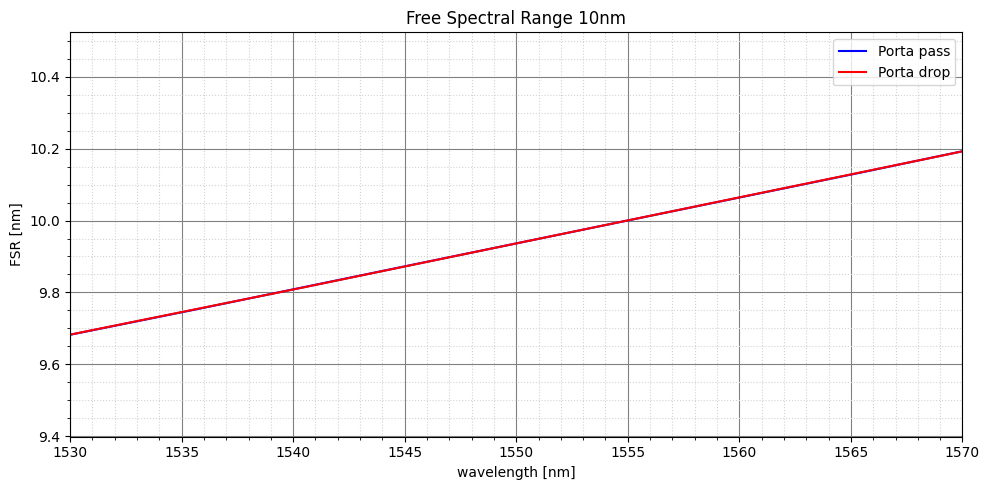 Free Spectral Range 10nm
Porta pass
Porta drop
FSR [nm]
10.4
10.2
10.0
9.8
9.6
9.4
1530 1535 1540 1545 1550 1555 1560 1565 1570
wavelength [nm]